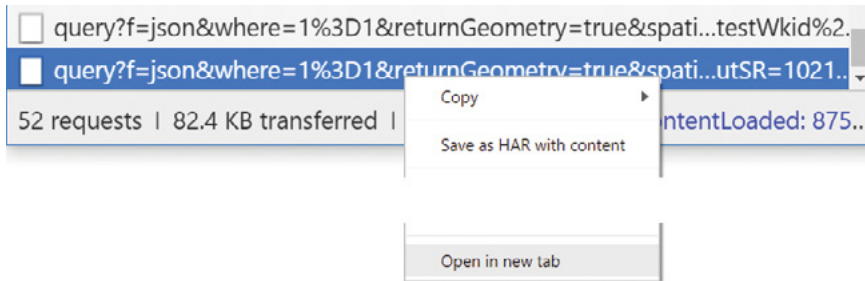 query?f=json&where=1%3D1&returnGeometry=true&spati...testWkid%2..
query?f=json&where=1%3D1&returnGeometry=true&spati...utSR=1021...
Copy
52 requests | 82.4 KB transferred | ntentLoaded: 875...
Save as HAR with content
Open in new tab